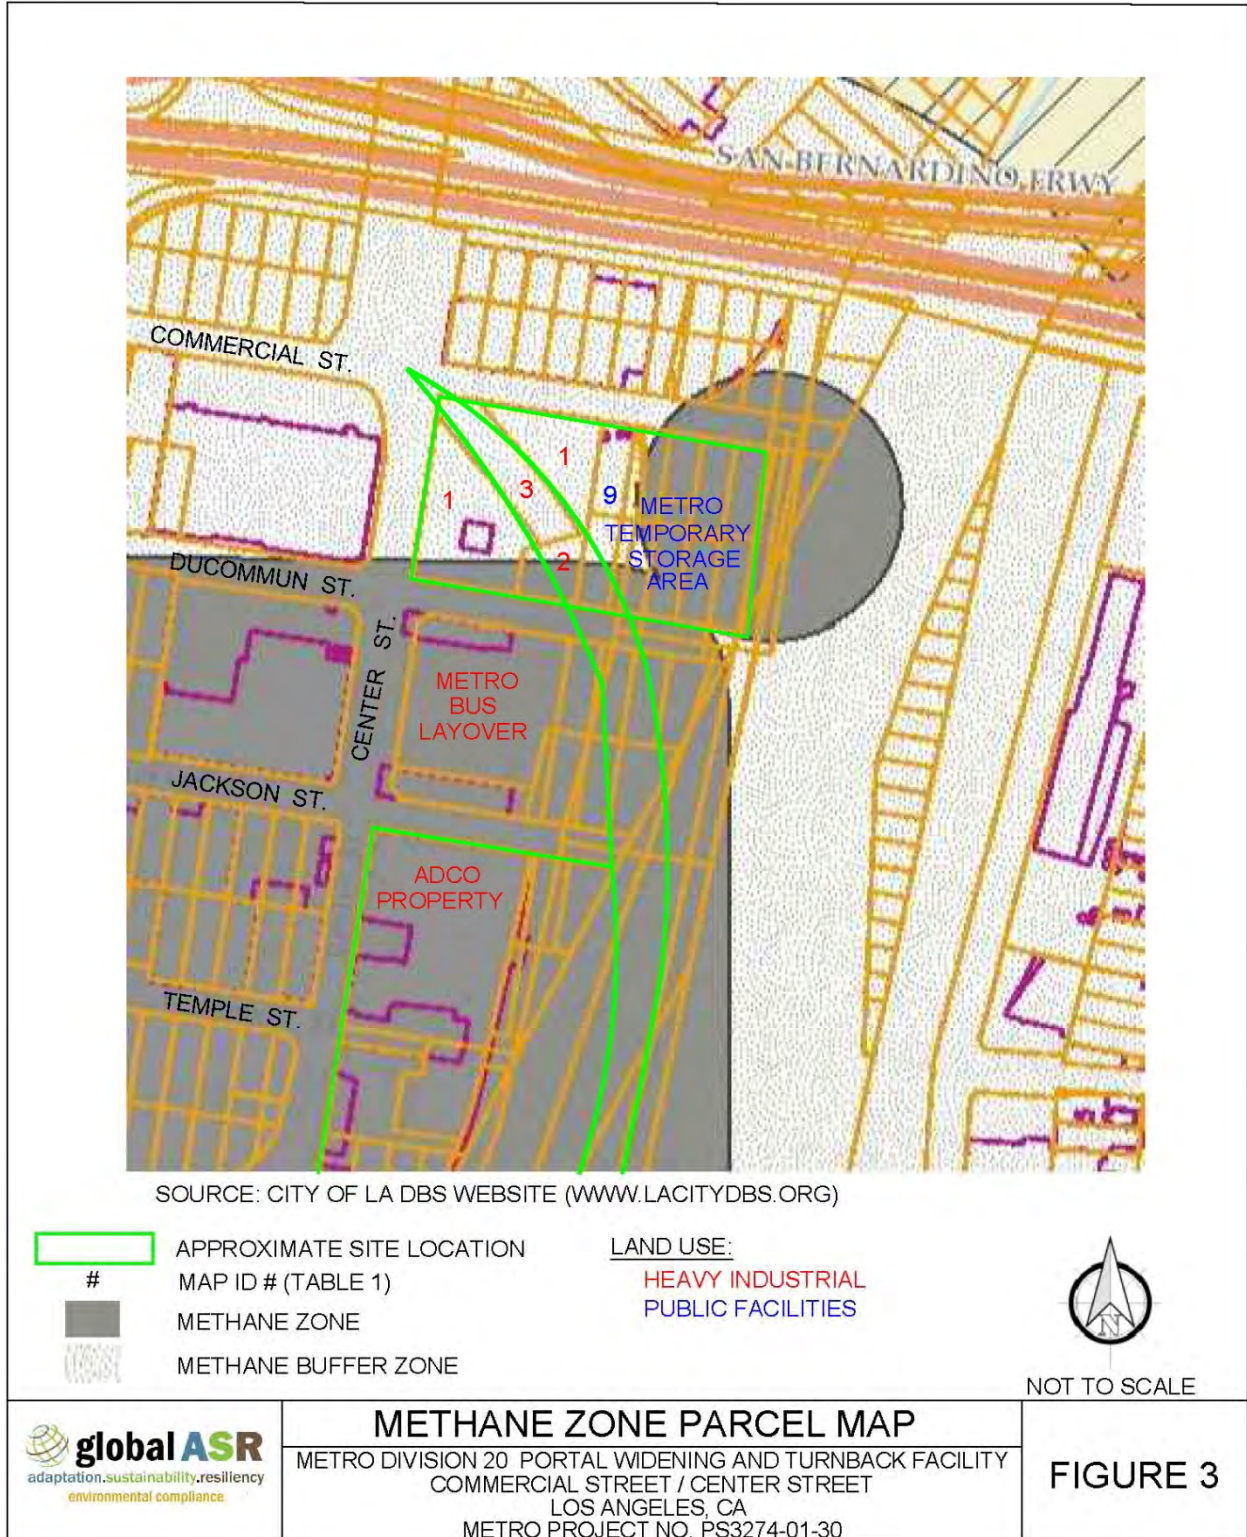 SAN BERNARDINO FRWY
COMMERCIAL ST.
1
3
1
9
METRO
TEMPORARY
STORAGE
AREA
2
DUCOMMUN ST.
CENTER ST.
METRO
BUS
LAYOVER
JACKSON ST.
ADCO
PROPERTY
TEMPLE ST.
SOURCE: CITY OF LA DBS WEBSITE (WWW.LACITYDBS.ORG)
APPROXIMATE SITE LOCATION
# MAP ID # (TABLE 1)
METHANE ZONE
METHANE BUFFER ZONE
LAND USE:
HEAVY INDUSTRIAL
PUBLIC FACILITIES
N
NOT TO SCALE
global ASR
adaptation.sustainability.resiliency
environmental compliance
METHANE ZONE PARCEL MAP
METRO DIVISION 20 PORTAL WIDENING AND TURNBACK FACILITY
COMMERCIAL STREET / CENTER STREET
LOS ANGELES, CA
METRO PROJECT NO. PS3274-01-30
FIGURE 3